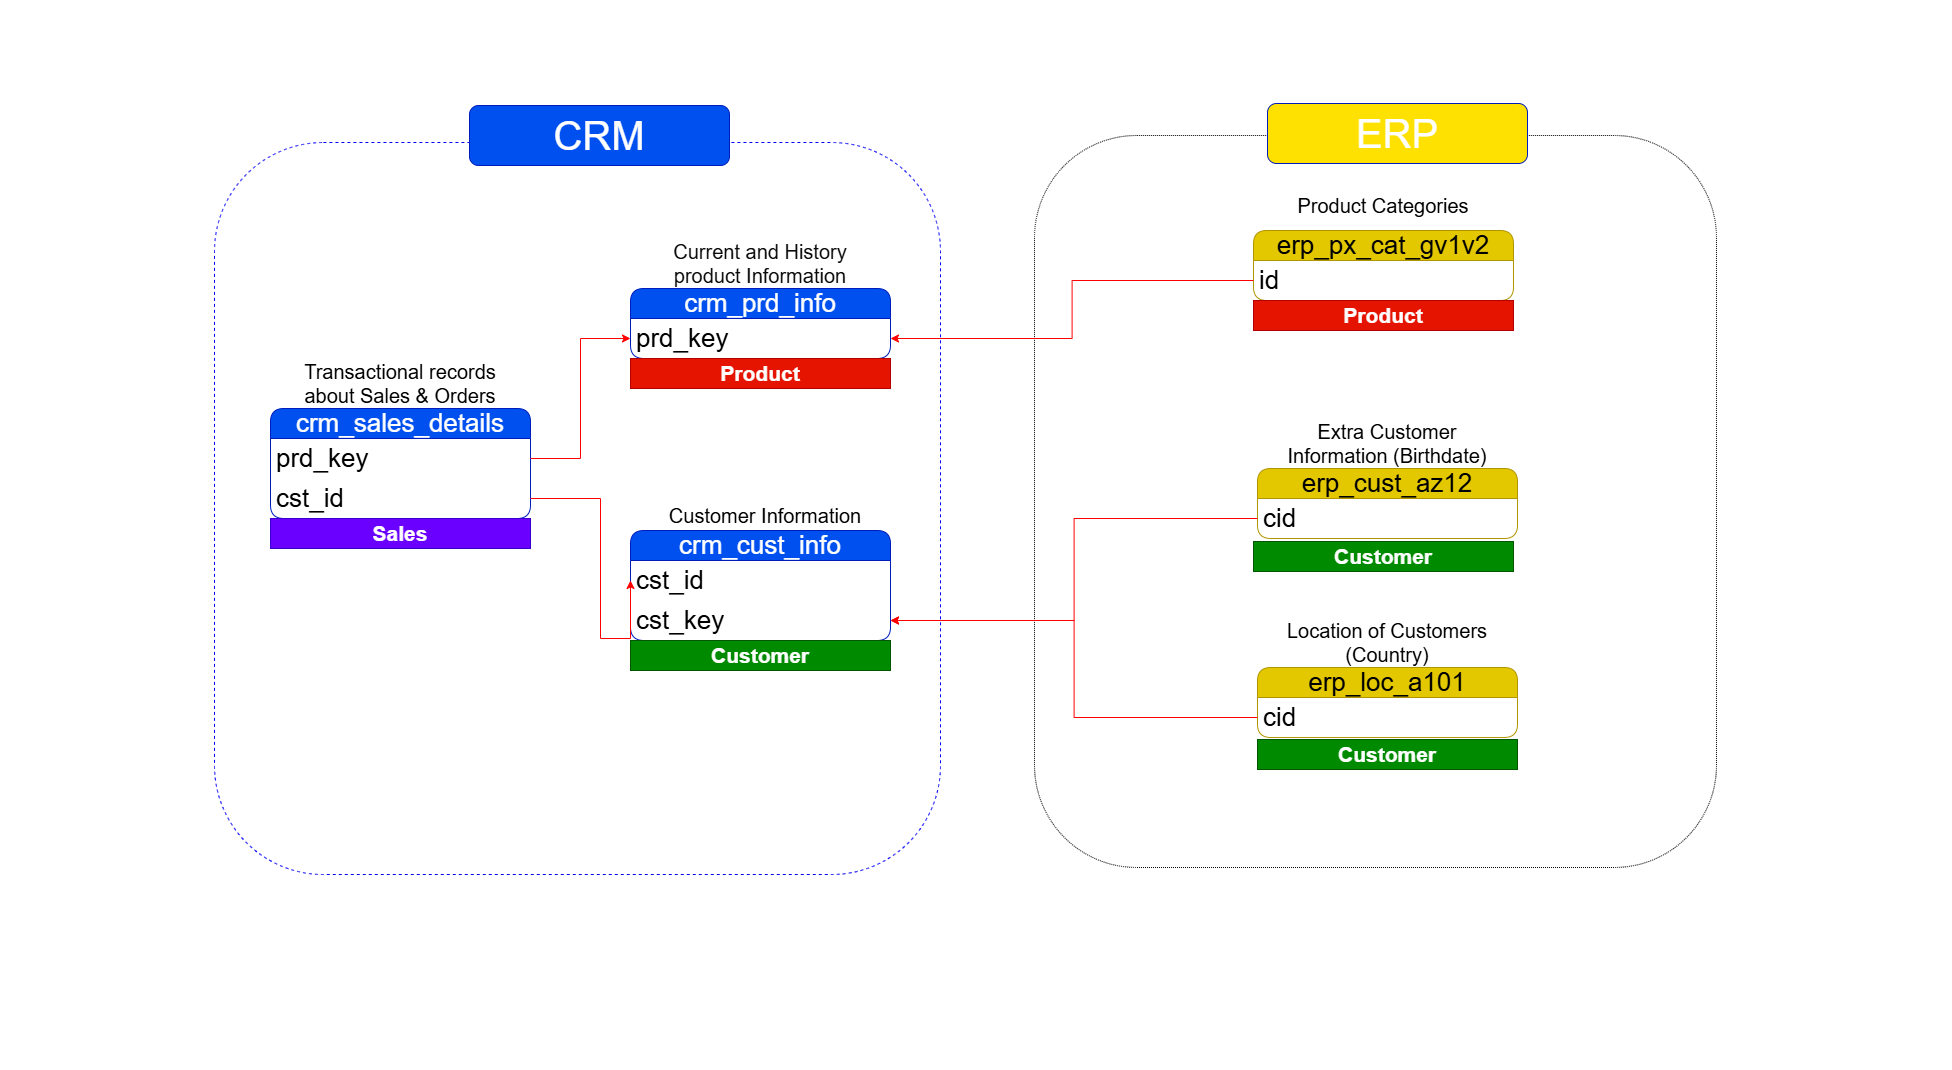 CRM
Current and History
product Information
crm_prd_info
prd_key
Product
Transactional records
about Sales & Orders
crm_sales_details
prd_key
cst_id
Sales
Customer Information
crm_cust_info
cst_id
cst_key
Customer
ERP
Product Categories
erp_px_cat_gv1v2
id
Product
Extra Customer
Information (Birthdate)
erp_cust_az12
cid
Customer
Location of Customers
(Country)
erp_loc_a101
cid
Customer